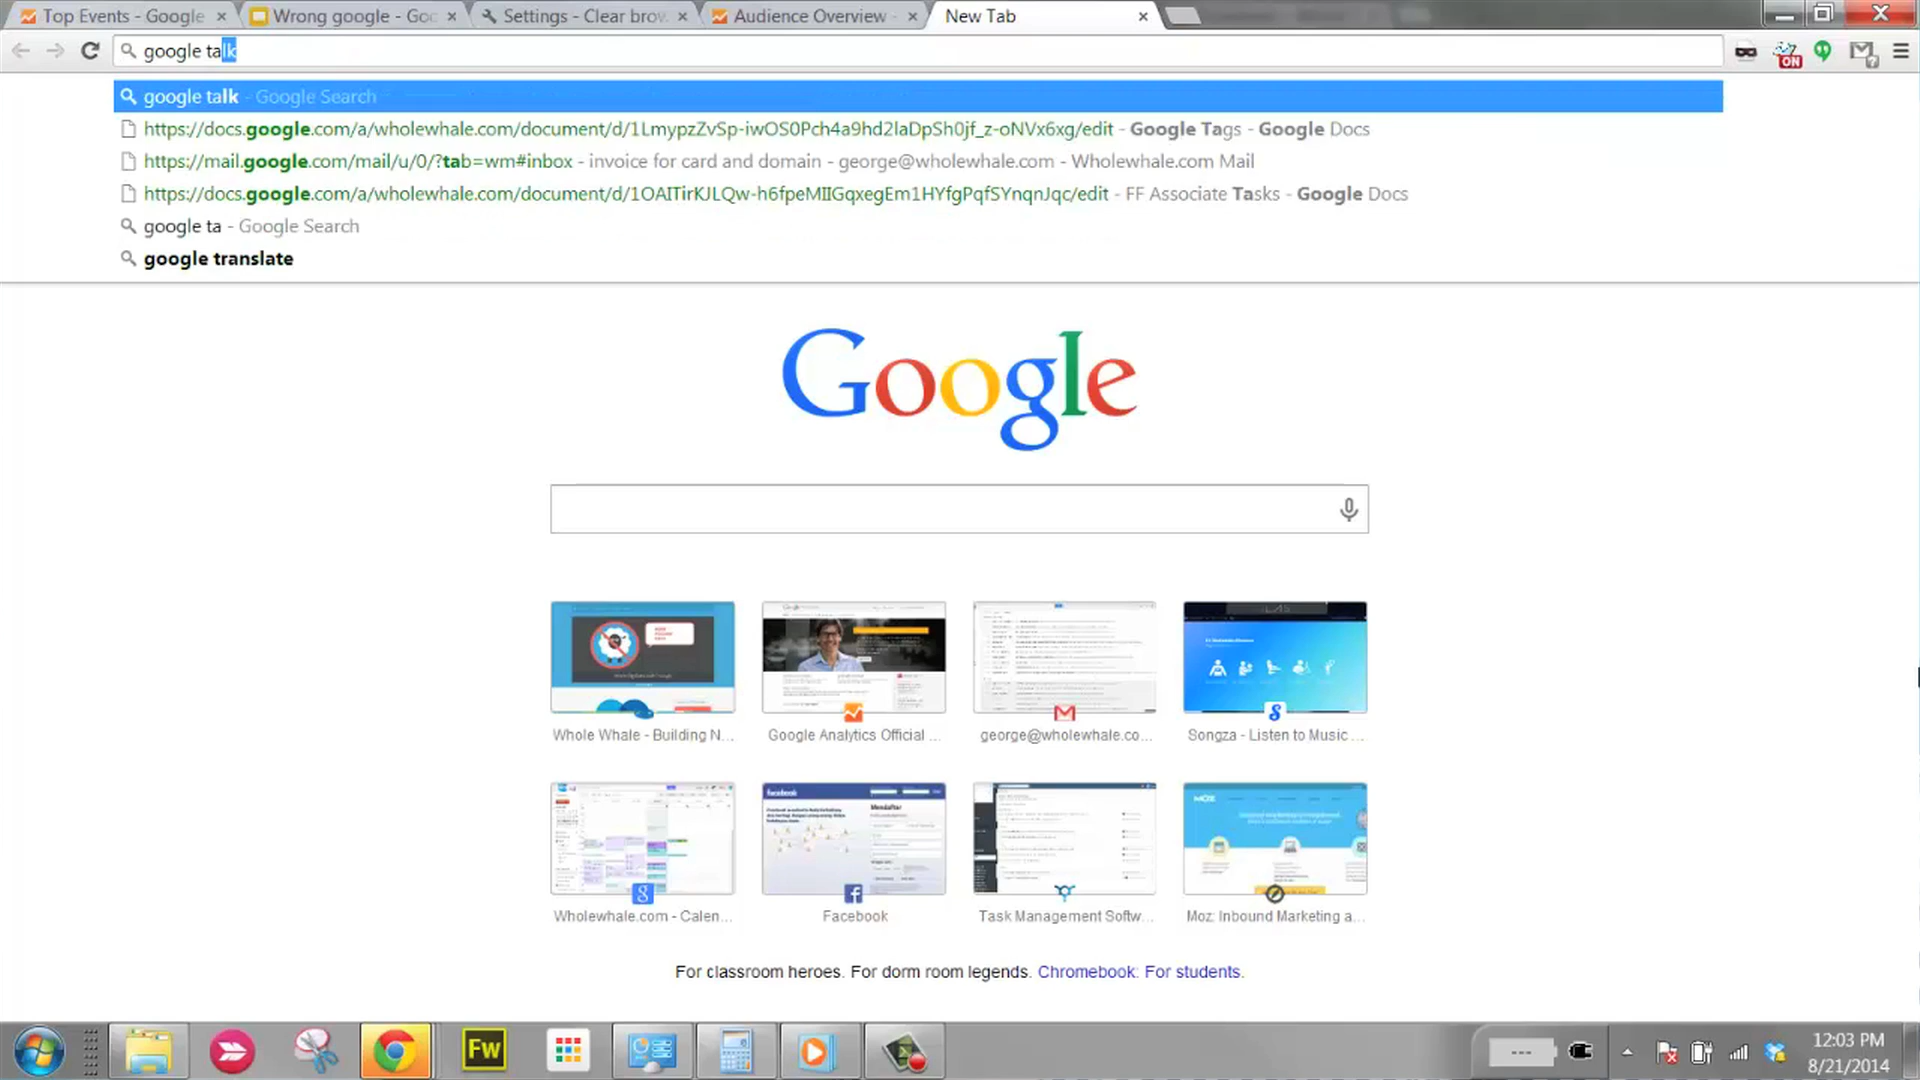 Top Events - Google
Wrong google - Goo
Settings - Clear brow
Audience Overview -
New Tab
google talk
google talk - Google Search
https://docs.google.com/a/wholewhale.com/document/d/1LmypzZvSp-iwOS0Pch4a9hd2laDpSh0jf_z-oNVx6xg/edit - Google Tags - Google Docs
https://mail.google.com/mail/u/0/?tab=wm#inbox - invoice for card and domain - george@wholewhale.com - Wholewhale.com Mail
https://docs.google.com/a/wholewhale.com/document/d/1OAITirKJLQw-h6fpeMIIGqxegEm1HYfgPqfSYnqnJqc/edit - FF Associate Tasks - Google Docs
google ta - Google Search
google translate
ON
Google
Whole Whale - Building N...
Google Analytics Official ...
george@wholewhale.co...
Songza - Listen to Music ...
facebook
MOZ
Wholewhale.com - Calen...
Facebook
Task Management Softw...
Moz: Inbound Marketing a...
For classroom heroes. For dorm room legends. Chromebook: For students.
Fw
12:03 PM
8/21/2014